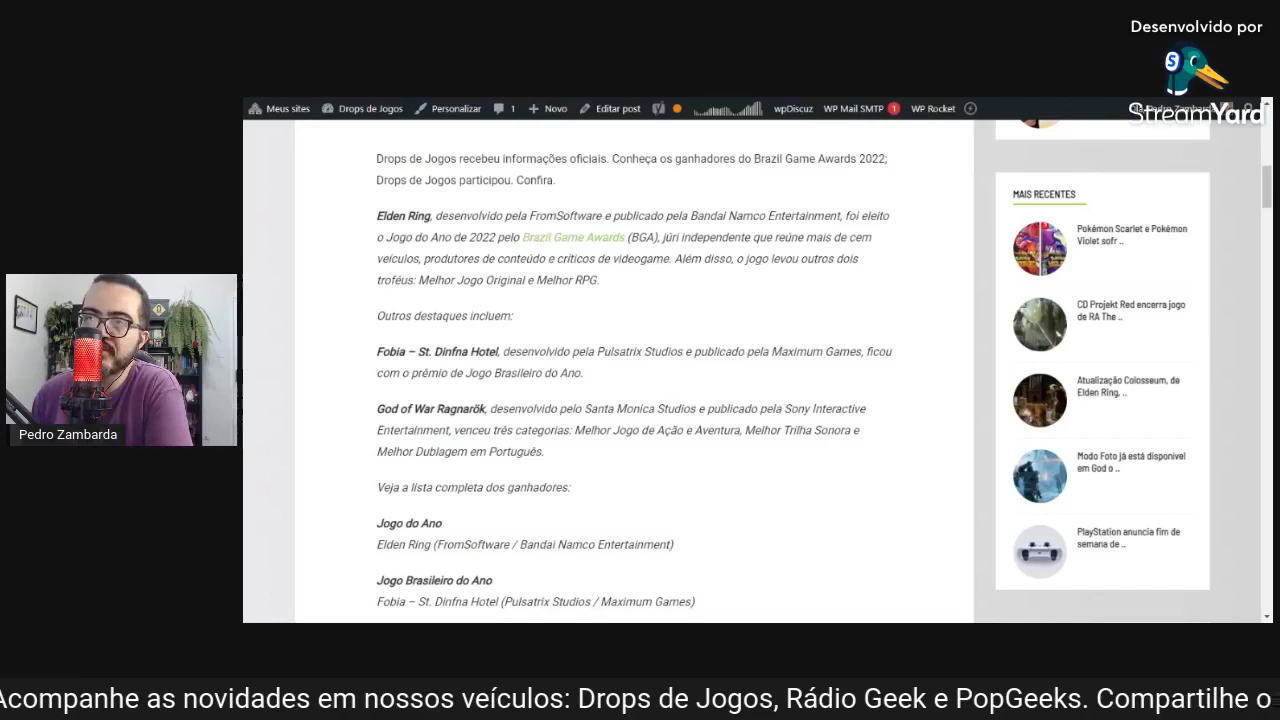 Desenvolvido por
StreamYard
Meus sites Drops de Jogos Personalizar 1 Novo Editar post wpDiscuz WP Mail SMTP 1 WP Rocket
Drops de Jogos recebeu informações oficiais. Conheça os ganhadores do Brazil Game Awards 2022;
Drops de Jogos participou. Confira.
Elden Ring, desenvolvido pela FromSoftware e publicado pela Bandai Namco Entertainment, foi eleito
o Jogo do Ano de 2022 pelo Brazil Game Awards (BGA), júri independente que reúne mais de cem
veículos, produtores de conteúdo e críticos de videogame. Além disso, o jogo levou outros dois
troféus: Melhor Jogo Original e Melhor RPG.
Outros destaques incluem:
Fobia – St. Dinfna Hotel, desenvolvido pela Pulsatrix Studios e publicado pela Maximum Games, ficou
com o prêmio de Jogo Brasileiro do Ano.
God of War Ragnarök, desenvolvido pelo Santa Monica Studios e publicado pela Sony Interactive
Entertainment, venceu três categorias: Melhor Jogo de Ação e Aventura, Melhor Trilha Sonora e
Melhor Dublagem em Português.
Veja a lista completa dos ganhadores:
Jogo do Ano
Elden Ring (FromSoftware / Bandai Namco Entertainment)
Jogo Brasileiro do Ano
Fobia – St. Dinfna Hotel (Pulsatrix Studios / Maximum Games)
MAIS RECENTES
Pokémon Scarlet e Pokémon
Violet sofr ..
CD Projekt Red encerra jogo
de RA The ..
Atualização Colosseum, de
Elden Ring, ..
Modo Foto já está disponível
em God o ..
PlayStation anuncia fim de
semana de ..
Pedro Zambarda
Acompanhe as novidades em nossos veículos: Drops de Jogos, Rádio Geek e PopGeeks. Compartilhe o